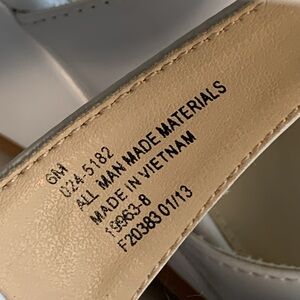 6M
024-5182
ALL MAN MADE MATERIALS
MADE IN VIETNAM
19963-8
F20383 01/13